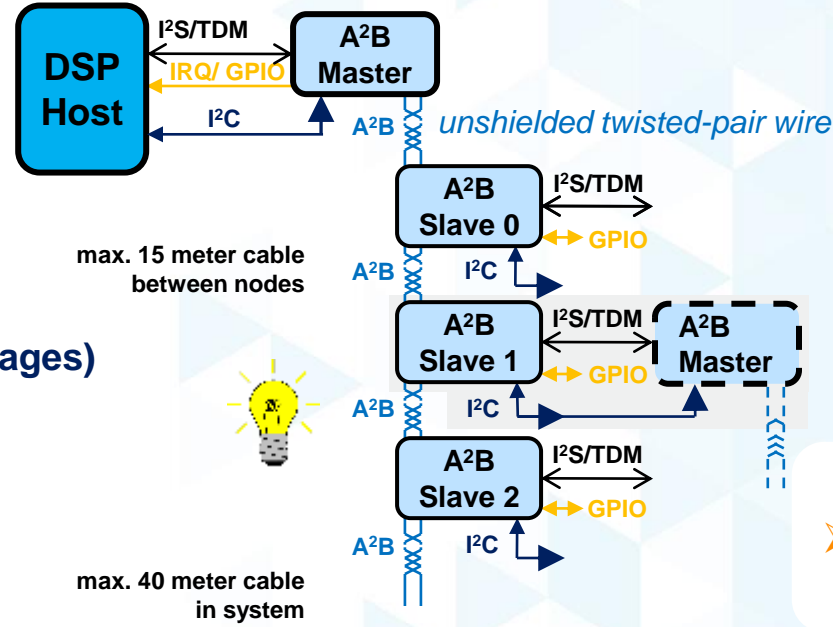 I²S/TDM
A²B
Master
DSP
Host
IRQ/ GPIO
I²C
A²B
unshielded twisted-pair wire
A²B
Slave 0
I²S/TDM
GPIO
max. 15 meter cable
between nodes
A²B
I²C
A²B
Slave 1
I²S/TDM
GPIO
A²B
Master
ages)
A²B
I²C
A²B
Slave 2
I²S/TDM
GPIO
A²B
I²C
max. 40 meter cable
in system